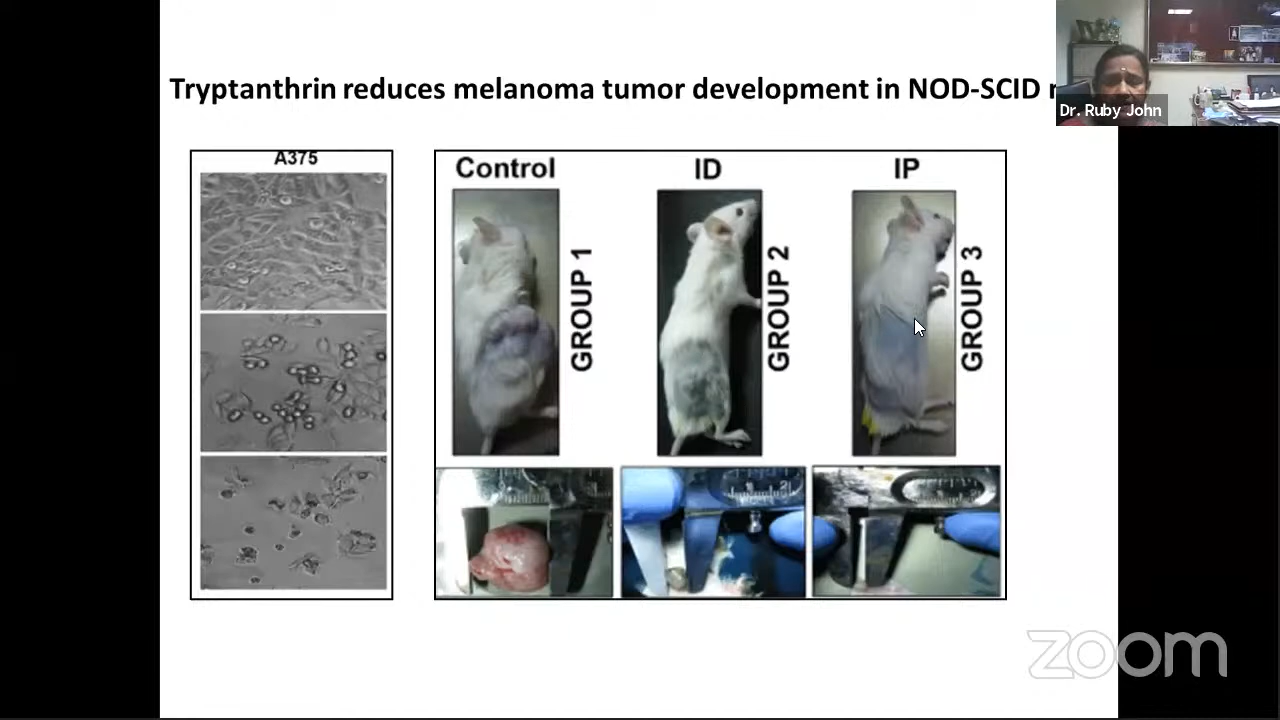 Tryptanthrin reduces melanoma tumor development in NOD-SCID
Dr. Ruby John
A375
Control
ID
IP
GROUP 1
GROUP 2
GROUP 3
zoom